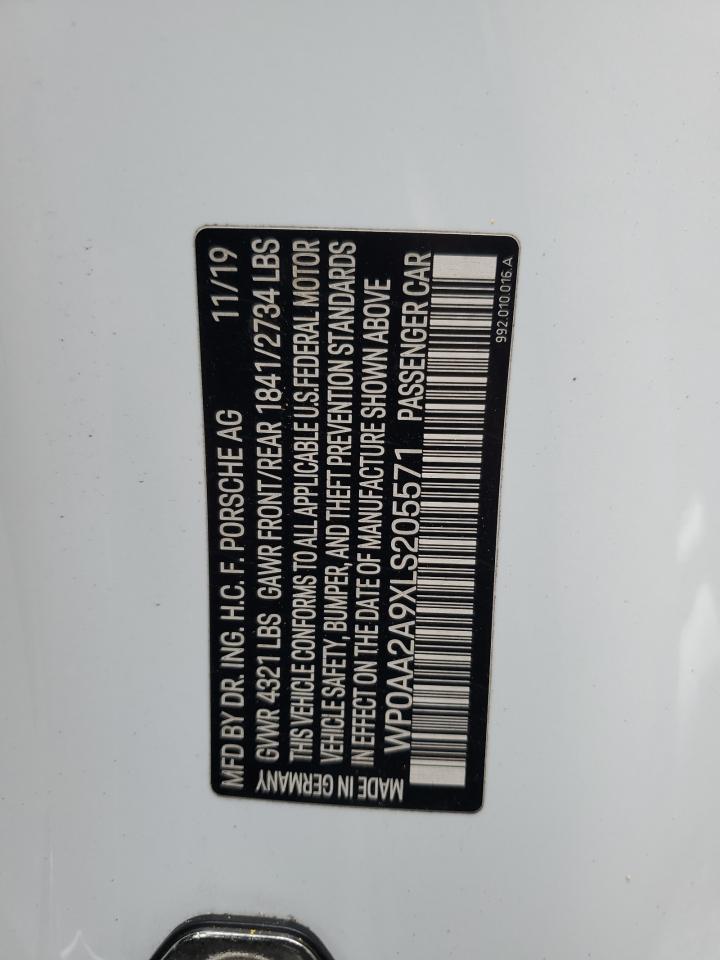 MFD BY DR. ING. H.C. F. PORSCHE AG 11/19
GVWR 4321 LBS GAWR FRONT/REAR 1841/2734 LBS
THIS VEHICLE CONFORMS TO ALL APPLICABLE U.S. FEDERAL MOTOR
VEHICLE SAFETY, BUMPER, AND THEFT PREVENTION STANDARDS
IN EFFECT ON THE DATE OF MANUFACTURE SHOWN ABOVE
WP0AA2A9XLS205571 PASSENGER CAR
MADE IN GERMANY
992.010.016.A